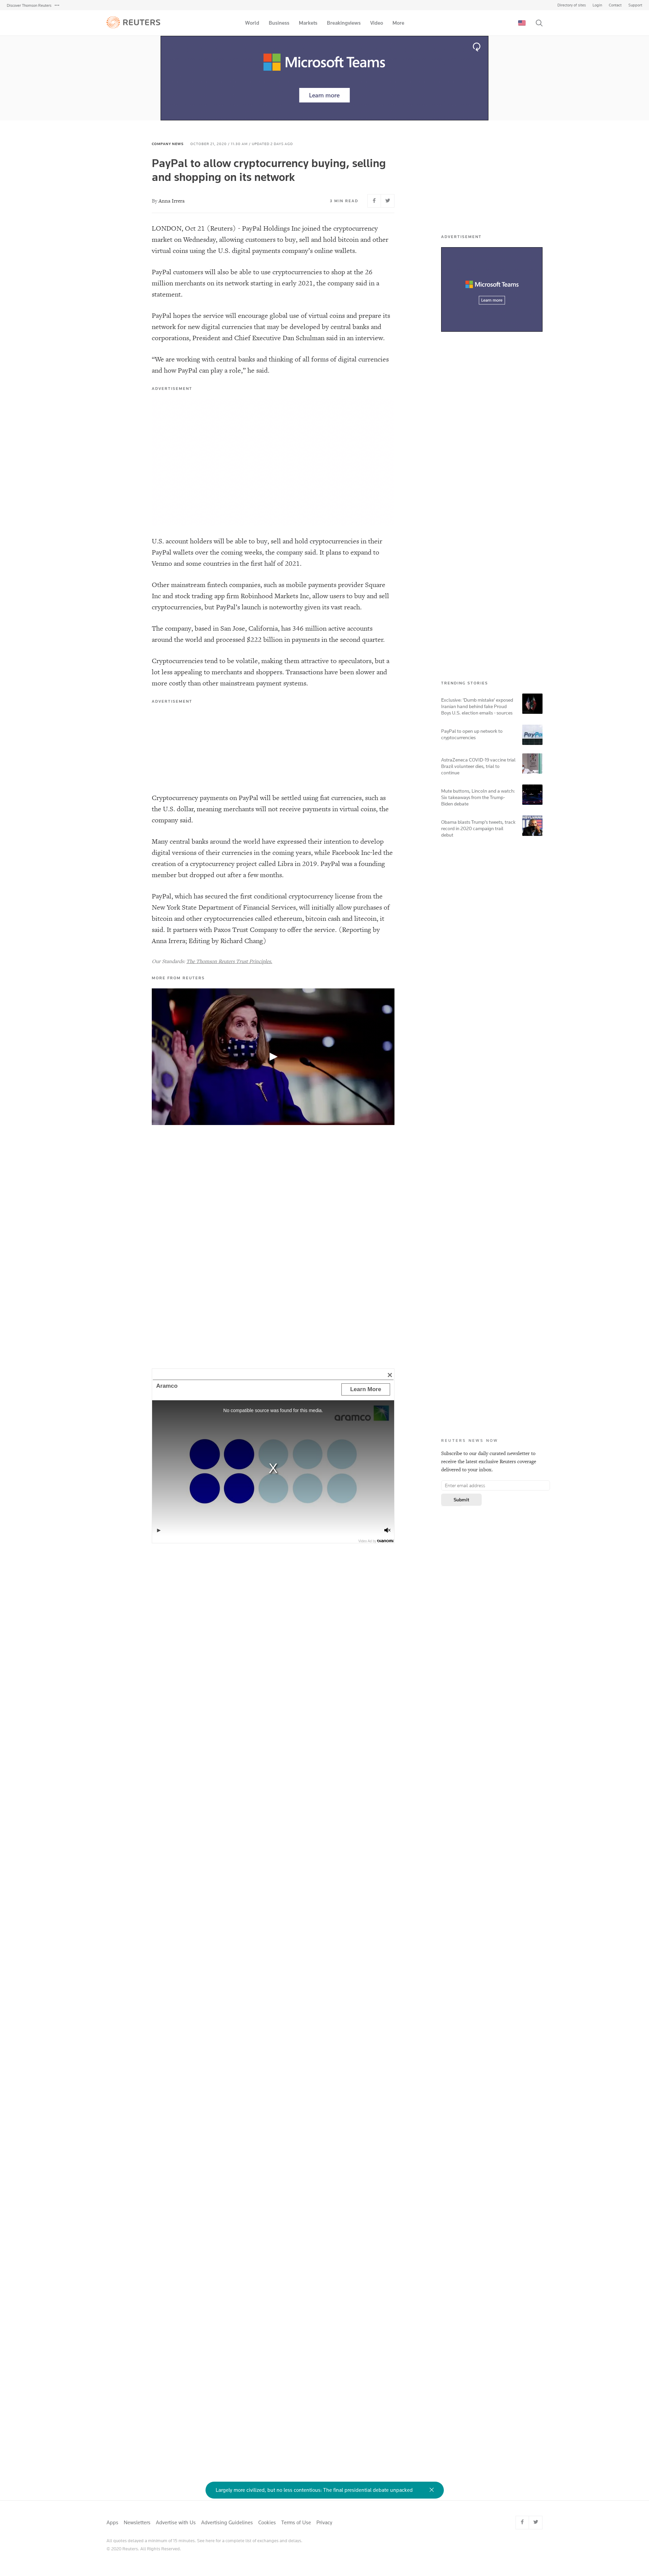 Discover Thomson Reuters
Directory of sites Login Contact Support
REUTERS
World Business Markets Breakingviews Video More
Microsoft Teams
Learn more
COMPANY NEWS OCTOBER 21, 2020 / 11:00 AM / UPDATED 2 DAYS AGO
PayPal to allow cryptocurrency buying, selling
and shopping on its network
By Anna Irrera
3 MIN READ
LONDON, Oct 21 (Reuters) - PayPal Holdings Inc joined the cryptocurrency
market on Wednesday, allowing customers to buy, sell and hold bitcoin and other
virtual coins using the U.S. digital payments company’s online wallets.
PayPal customers will also be able to use cryptocurrencies to shop at the 26
million merchants on its network starting in early 2021, the company said in a
statement.
PayPal hopes the service will encourage global use of virtual coins and prepare its
network for new digital currencies that may be developed by central banks and
corporations, President and Chief Executive Dan Schulman said in an interview.
“We are working with central banks and thinking of all forms of digital currencies
and how PayPal can play a role,” he said.
ADVERTISEMENT
U.S. account holders will be able to buy, sell and hold cryptocurrencies in their
PayPal wallets over the coming weeks, the company said. It plans to expand to
Venmo and some countries in the first half of 2021.
Other mainstream fintech companies, such as mobile payments provider Square
Inc and stock trading app firm Robinhood Markets Inc, allow users to buy and sell
cryptocurrencies, but PayPal’s launch is noteworthy given its vast reach.
The company, based in San Jose, California, has 346 million active accounts
around the world and processed $222 billion in payments in the second quarter.
Cryptocurrencies tend to be volatile, making them attractive to speculators, but a
lot less appealing to merchants and shoppers. Transactions have been slower and
more costly than other mainstream payment systems.
ADVERTISEMENT
Cryptocurrency payments on PayPal will be settled using fiat currencies, such as
the U.S. dollar, meaning merchants will not receive payments in virtual coins, the
company said.
Many central banks around the world have expressed their intention to develop
digital versions of their currencies in the coming years, while Facebook Inc-led the
creation of a cryptocurrency project called Libra in 2019. PayPal was a founding
member but dropped out after a few months.
PayPal, which has secured the first conditional cryptocurrency license from the
New York State Department of Financial Services, will initially allow purchases of
bitcoin and other cryptocurrencies called ethereum, bitcoin cash and litecoin, it
said. It partners with Paxos Trust Company to offer the service. (Reporting by
Anna Irrera; Editing by Richard Chang)
Our Standards: The Thomson Reuters Trust Principles.
MORE FROM REUTERS
ADVERTISEMENT
Microsoft Teams
Learn more
TRENDING STORIES
Exclusive: 'Dumb mistake' exposed
Iranian hand behind fake Proud
Boys U.S. election emails - sources
PayPal to open up network to
cryptocurrencies
PayPa
AstraZeneca COVID-19 vaccine trial
Brazil volunteer dies, trial to
continue
Mute buttons, Lincoln and a watch:
Six takeaways from the Trump-
Biden debate
Obama blasts Trump's tweets, track
record in 2020 campaign trail
debut
Aramco
Learn More
No compatible source was found for this media.
aramco
X
REUTERS NEWS NOW
Subscribe to our daily curated newsletter to
receive the latest exclusive Reuters coverage
delivered to your inbox.
Enter email address
Submit
Largely more civilized, but no less contentious: The final presidential debate unpacked
Apps Newsletters Advertise with Us Advertising Guidelines Cookies Terms of Use Privacy
All quotes delayed a minimum of 15 minutes. See here for a complete list of exchanges and delays.
© 2020 Reuters. All Rights Reserved.